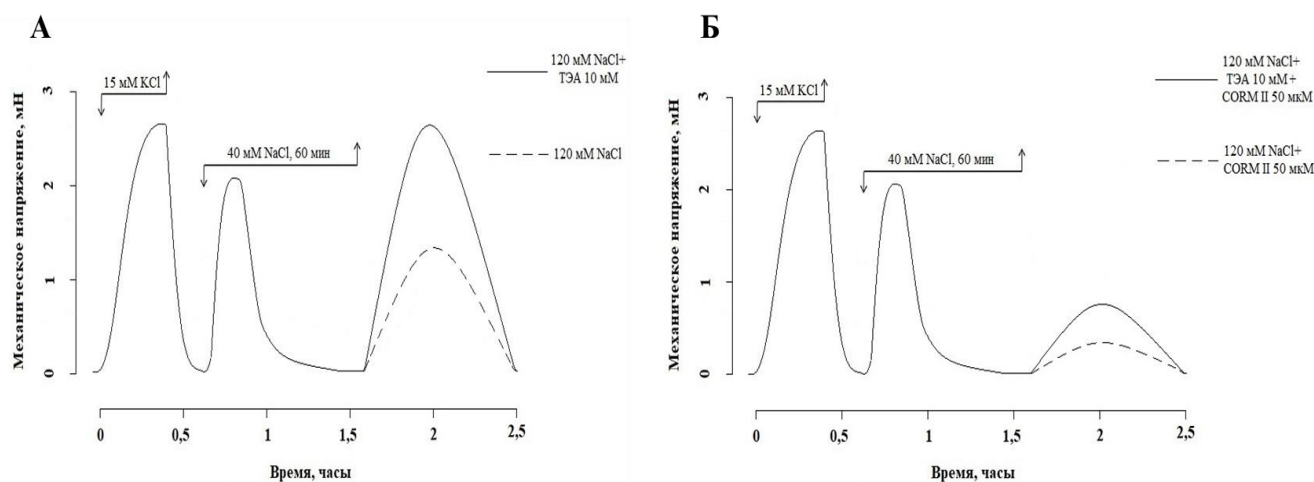 А
120 мМ NaCl+
ТЭА 10 мМ
120 мМ NaCl
15 мМ KCl
40 мМ NaCl, 60 мин
Механическое напряжение, мН
3
2
1
0
0
0,5
1
1,5
2
2,5
Время, часы
Б
120 мМ NaCl+
ТЭА 10 мМ+
CORM II 50 мкМ
120 мМ NaCl+
CORM II 50 мкМ
15 мМ KCl
40 мМ NaCl, 60 мин
Механическое напряжение, мН
3
2
1
0
0
0,5
1
1,5
2
2,5
Время, часы